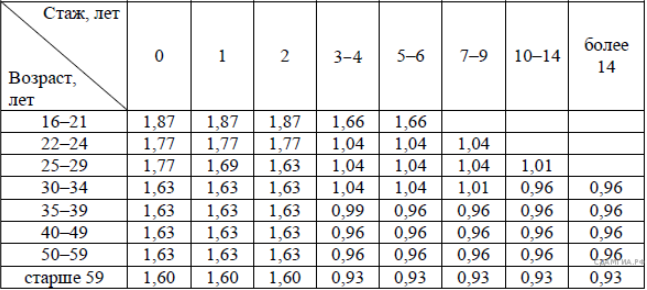 Стаж, лет
Возраст, лет
0 1 2 3–4 5–6 7–9 10–14 более 14
16–21 1,87 1,87 1,87 1,66 1,66
22–24 1,77 1,77 1,77 1,04 1,04 1,04
25–29 1,77 1,69 1,63 1,04 1,04 1,04 1,01
30–34 1,63 1,63 1,63 1,04 1,04 1,01 0,96 0,96
35–39 1,63 1,63 1,63 0,99 0,96 0,96 0,96 0,96
40–49 1,63 1,63 1,63 0,96 0,96 0,96 0,96 0,96
50–59 1,63 1,63 1,63 0,96 0,96 0,96 0,96 0,96
старше 59 1,60 1,60 1,60 0,93 0,93 0,93 0,93 0,93
СДАМГИА.РФ